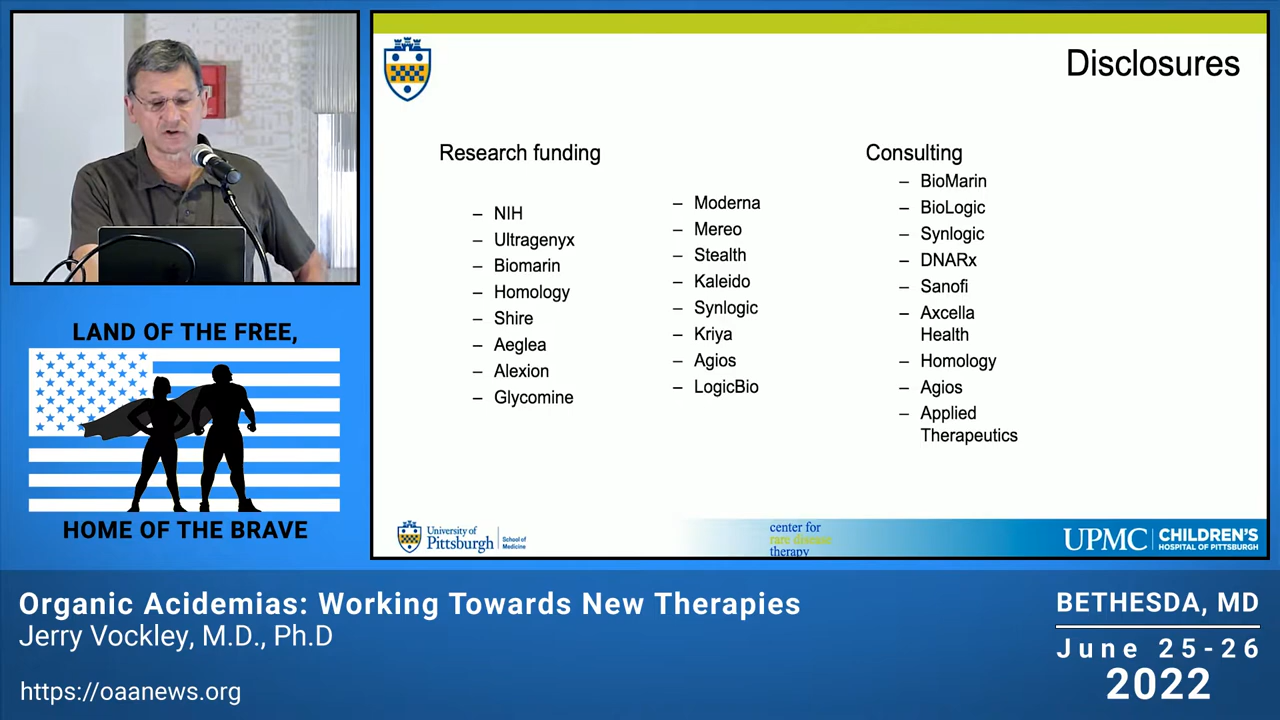 Disclosures
Research funding
– NIH
– Ultragenyx
– Biomarin
– Homology
– Shire
– Aeglea
– Alexion
– Glycomine
– Moderna
– Mereo
– Stealth
– Kaleido
– Synlogic
– Kriya
– Agios
– LogicBio
Consulting
– BioMarin
– BioLogic
– Synlogic
– DNARx
– Sanofi
– Axcella
Health
– Homology
– Agios
– Applied
Therapeutics
University of
Pittsburgh
School of
Medicine
center for
rare disease
therapy
UPMC
CHILDREN'S
HOSPITAL OF PITTSBURGH
LAND OF THE FREE,
HOME OF THE BRAVE
Organic Acidemias: Working Towards New Therapies
Jerry Vockley, M.D., Ph.D
https://oaanews.org
BETHESDA, MD
June 25-26
2022